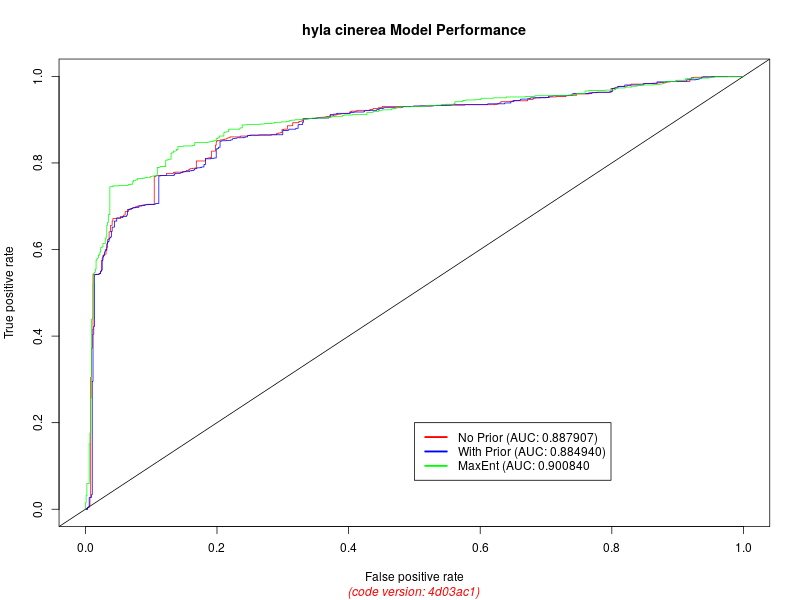 hyla cinerea Model Performance
1.0
0.8
0.6
0.4
0.2
0.0
True positive rate
No Prior (AUC: 0.887907)
With Prior (AUC: 0.884940)
MaxEnt (AUC: 0.900840
0.0 0.2 0.4 0.6 0.8 1.0
False positive rate
(code version: 4d03ac1)